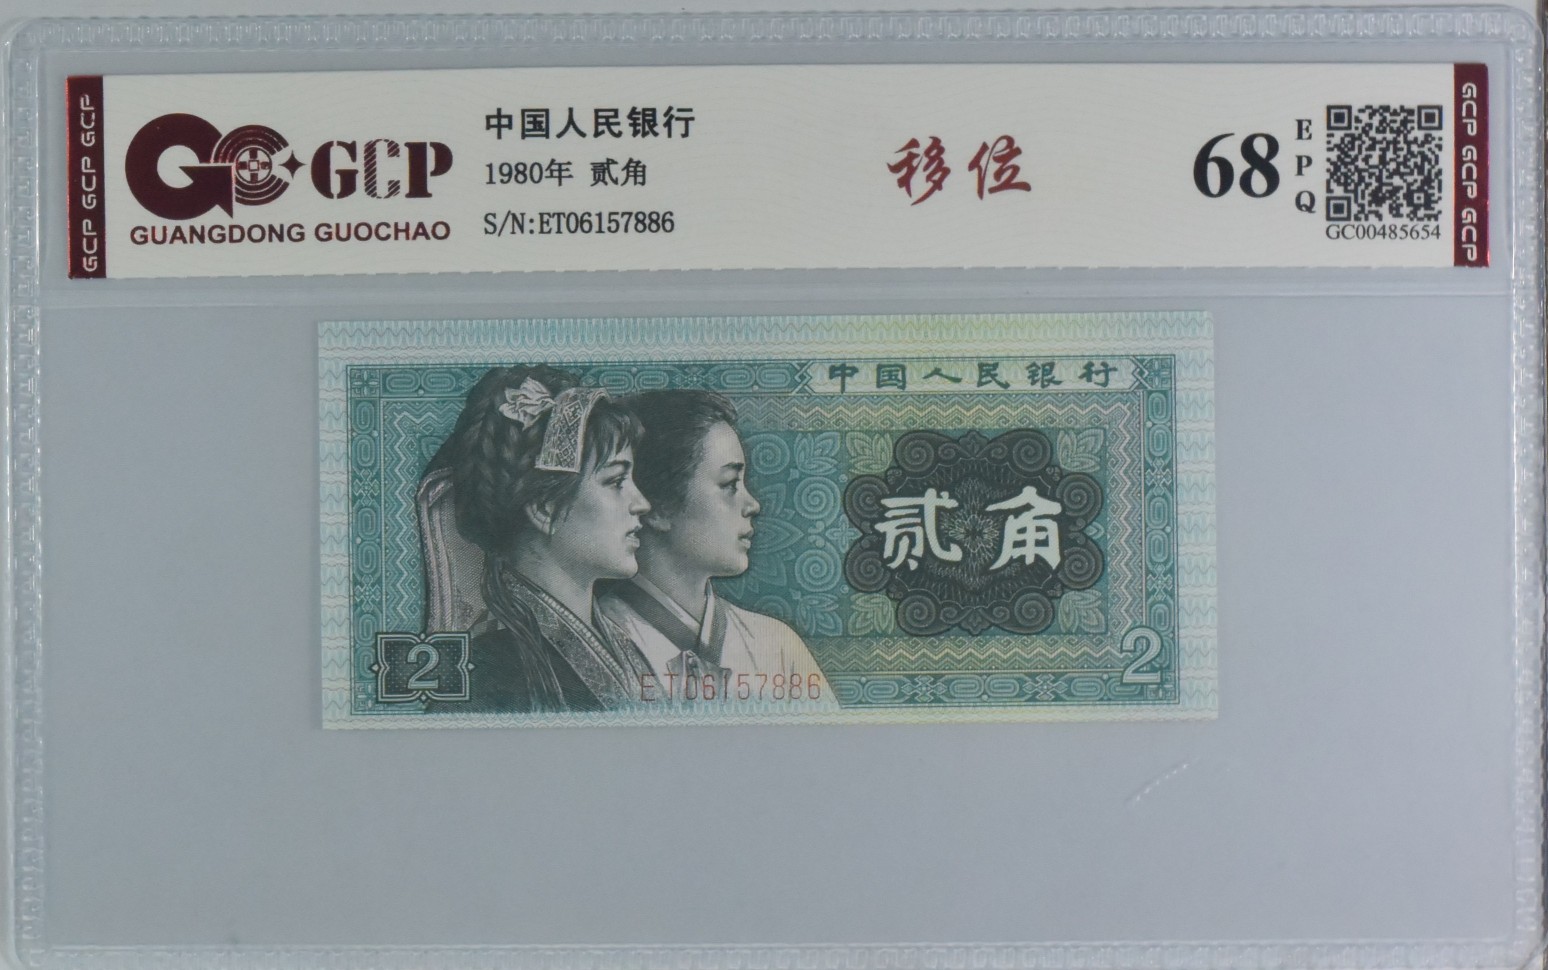 GCP GCP GCP
GCP
GUANGDONG GUOCHAO
中国人民银行
1980年 贰角
S/N:ET06157886
移位
68
EPQ
GC00485654
GCP GCP GCP
中国人民银行
贰角
2
2
ET06157886